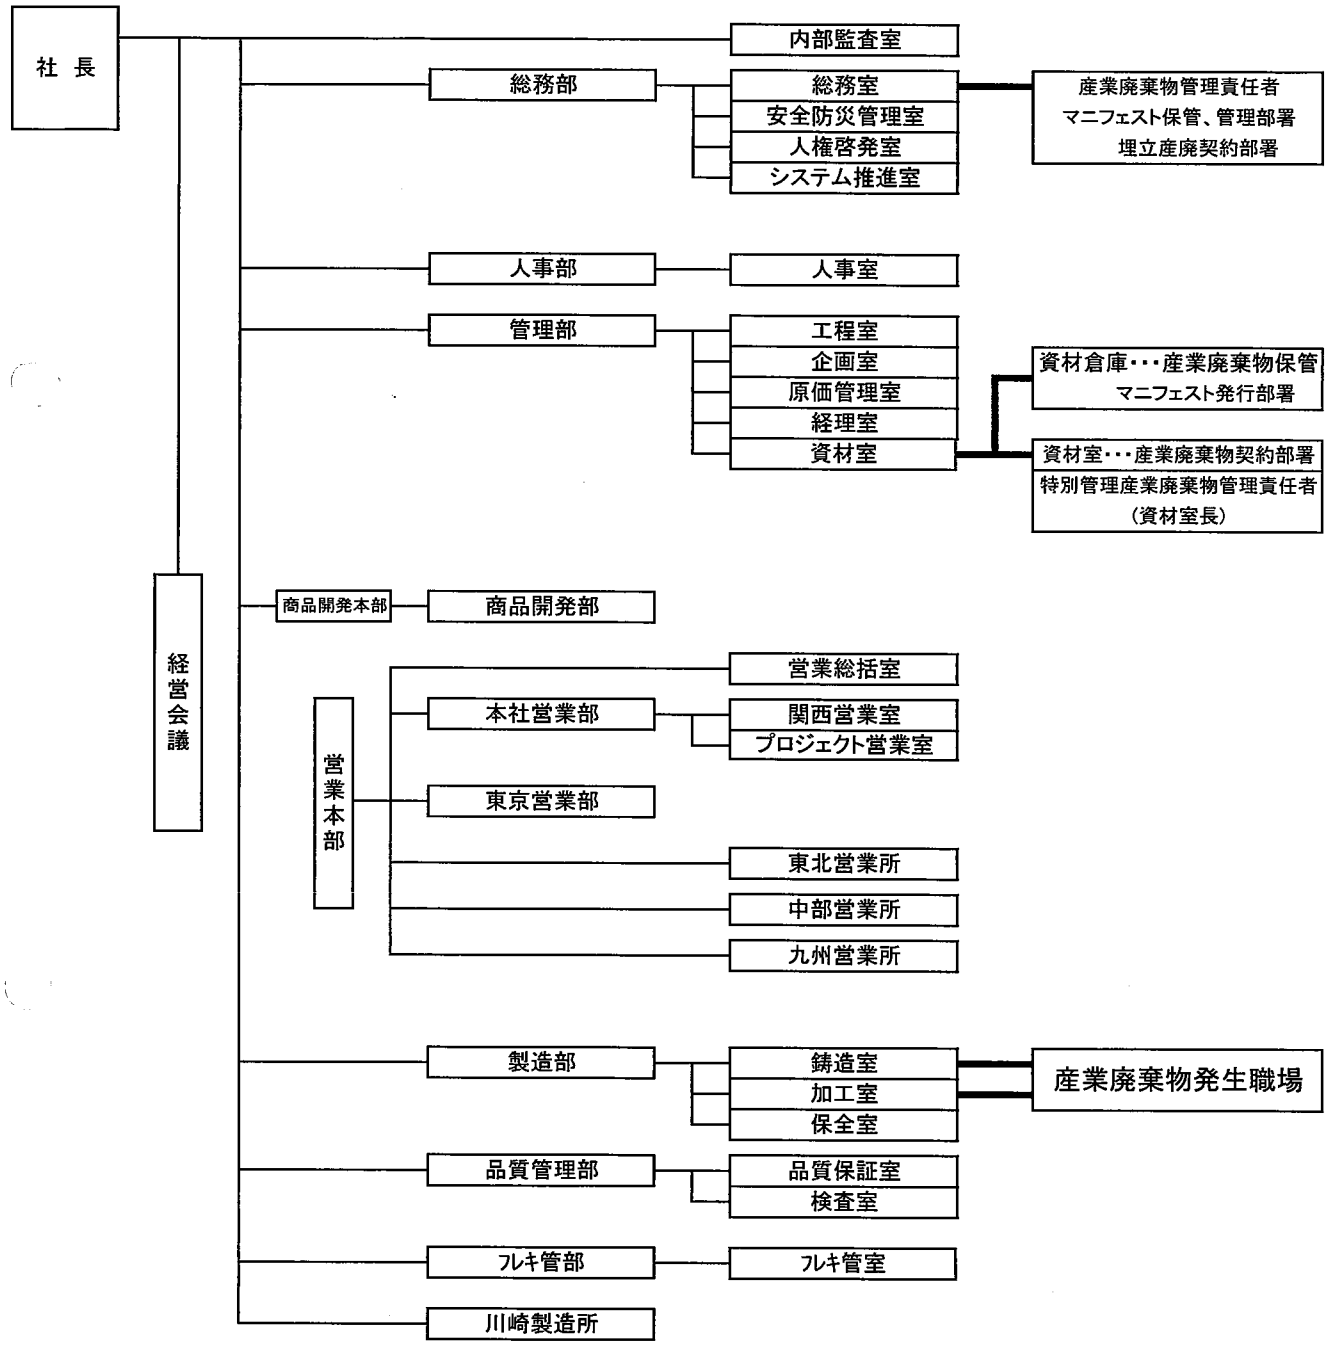 社 長
内部監査室
総務部
総務室
安全防災管理室
人権啓発室
システム推進室
産業廃棄物管理責任者
マニフェスト保管、管理部署
埋立産廃契約部署
人事部
人事室
管理部
工程室
企画室
原価管理室
経理室
資材室
資材倉庫･･･産業廃棄物保管
マニフェスト発行部署
資材室･･･産業廃棄物契約部署
特別管理産業廃棄物管理責任者
(資材室長)
経営会議
商品開発本部
商品開発部
営業本部
営業総括室
本社営業部
関西営業室
プロジェクト営業室
東京営業部
東北営業所
中部営業所
九州営業所
製造部
鋳造室
加工室
保全室
産業廃棄物発生職場
品質管理部
品質保証室
検査室
フレキ管部
フレキ管室
川崎製造所